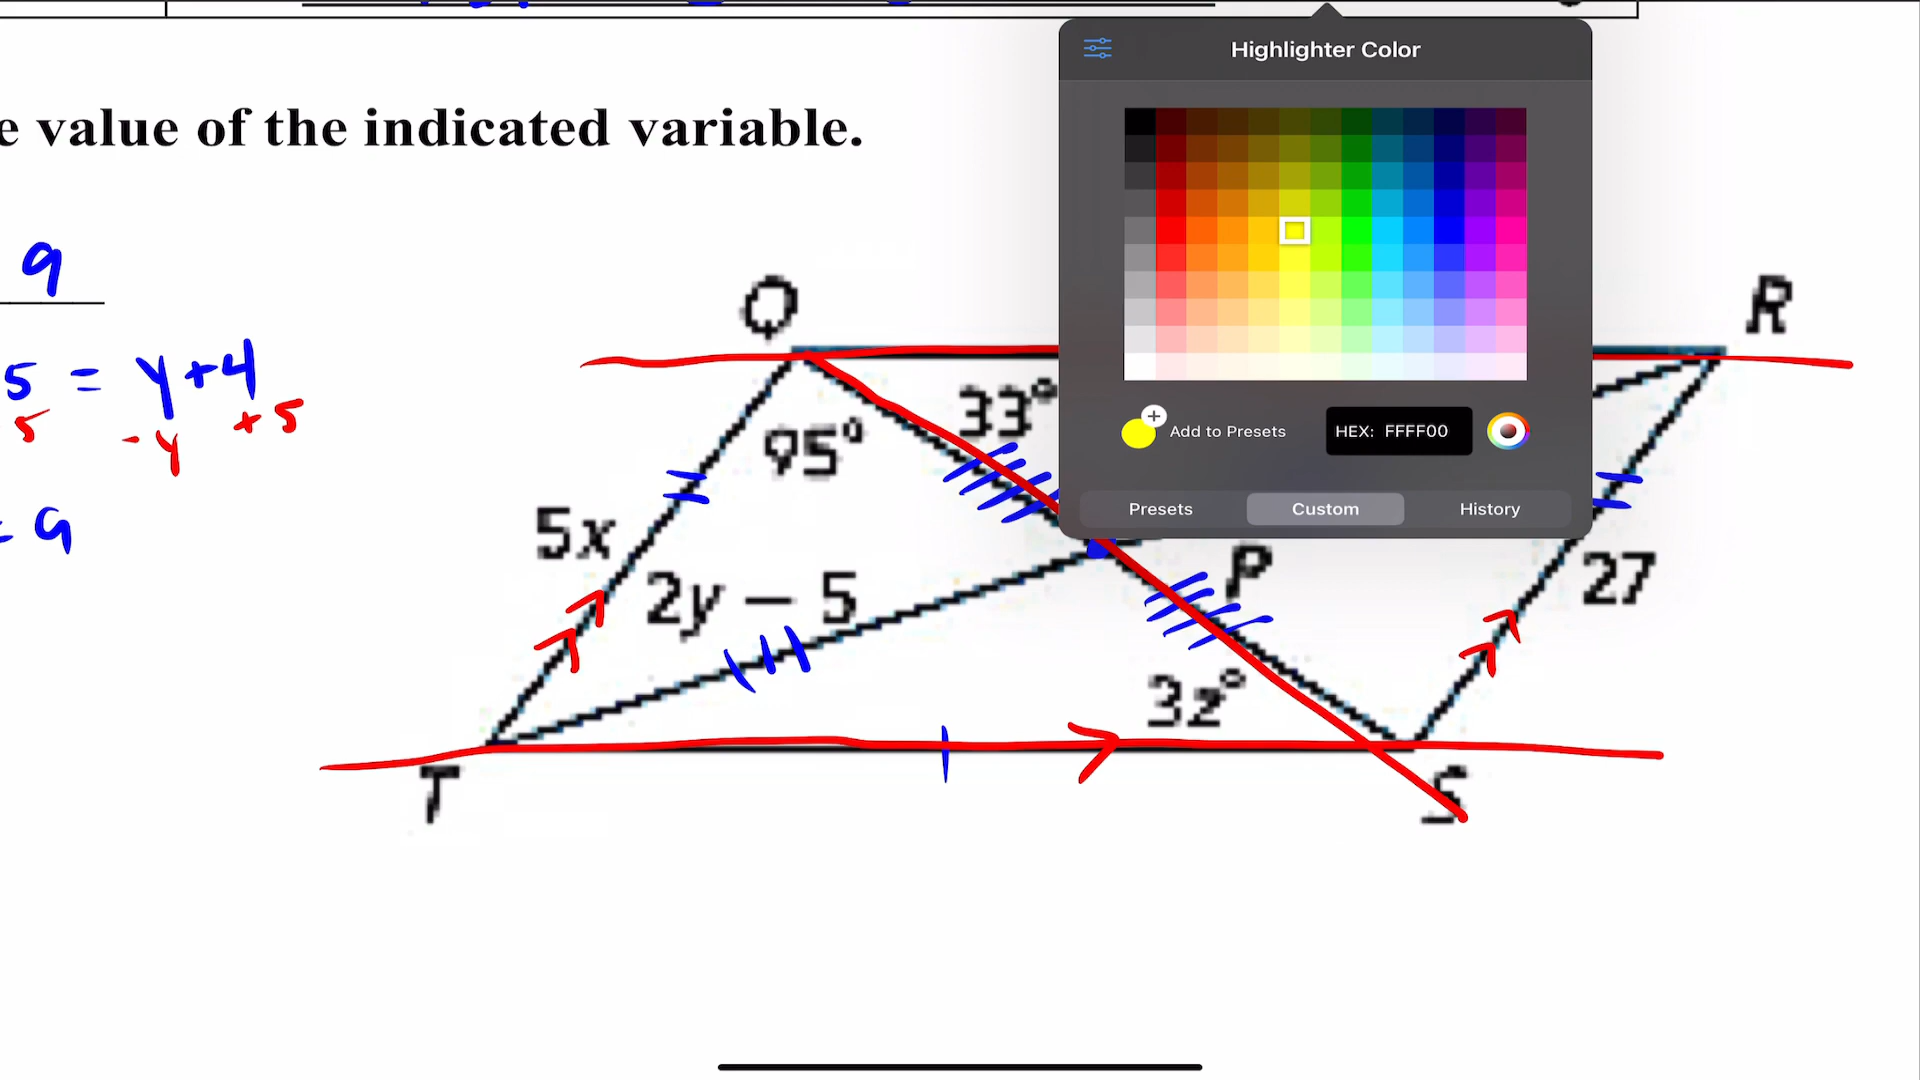 Highlighter Color
e value of the indicated variable.
9
5 = y+4
5 -y +5
= 9
Q
R
33°
95°
Add to Presets
HEX: FFFF00
Presets
Custom
History
5x
2y – 5
P
27
3z°
T
S